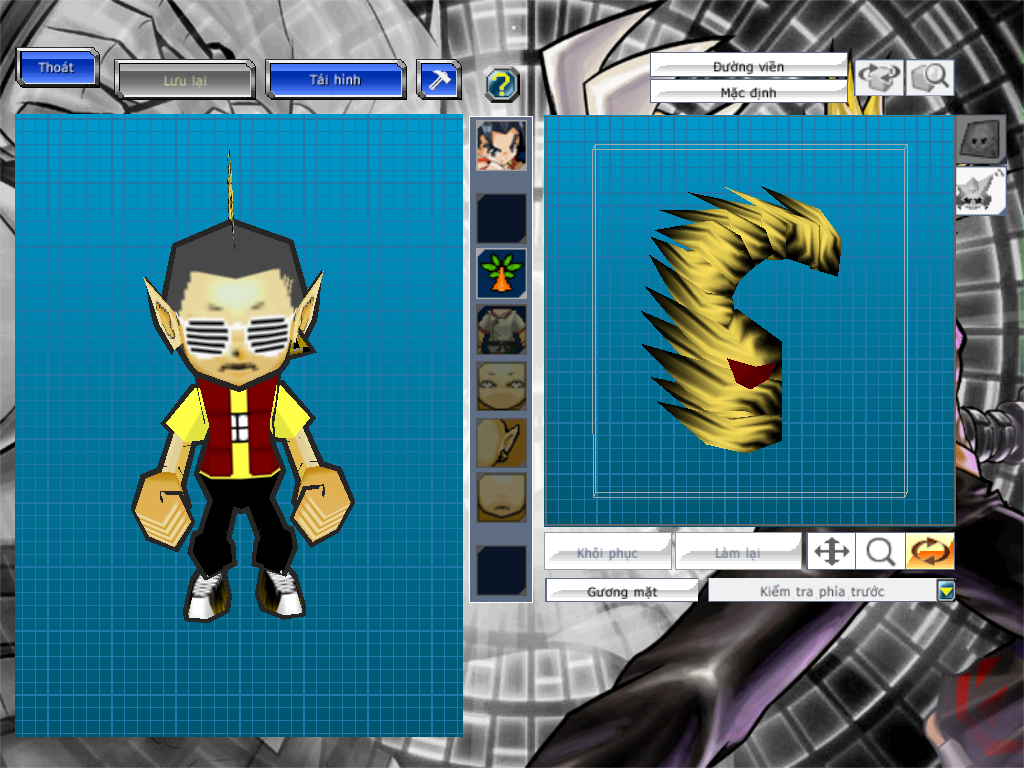 Thoát
Lưu lại
Tải hình
?
Đường viền
Mặc định
Khôi phục
Làm lại
Gương mặt
Kiểm tra phía trước